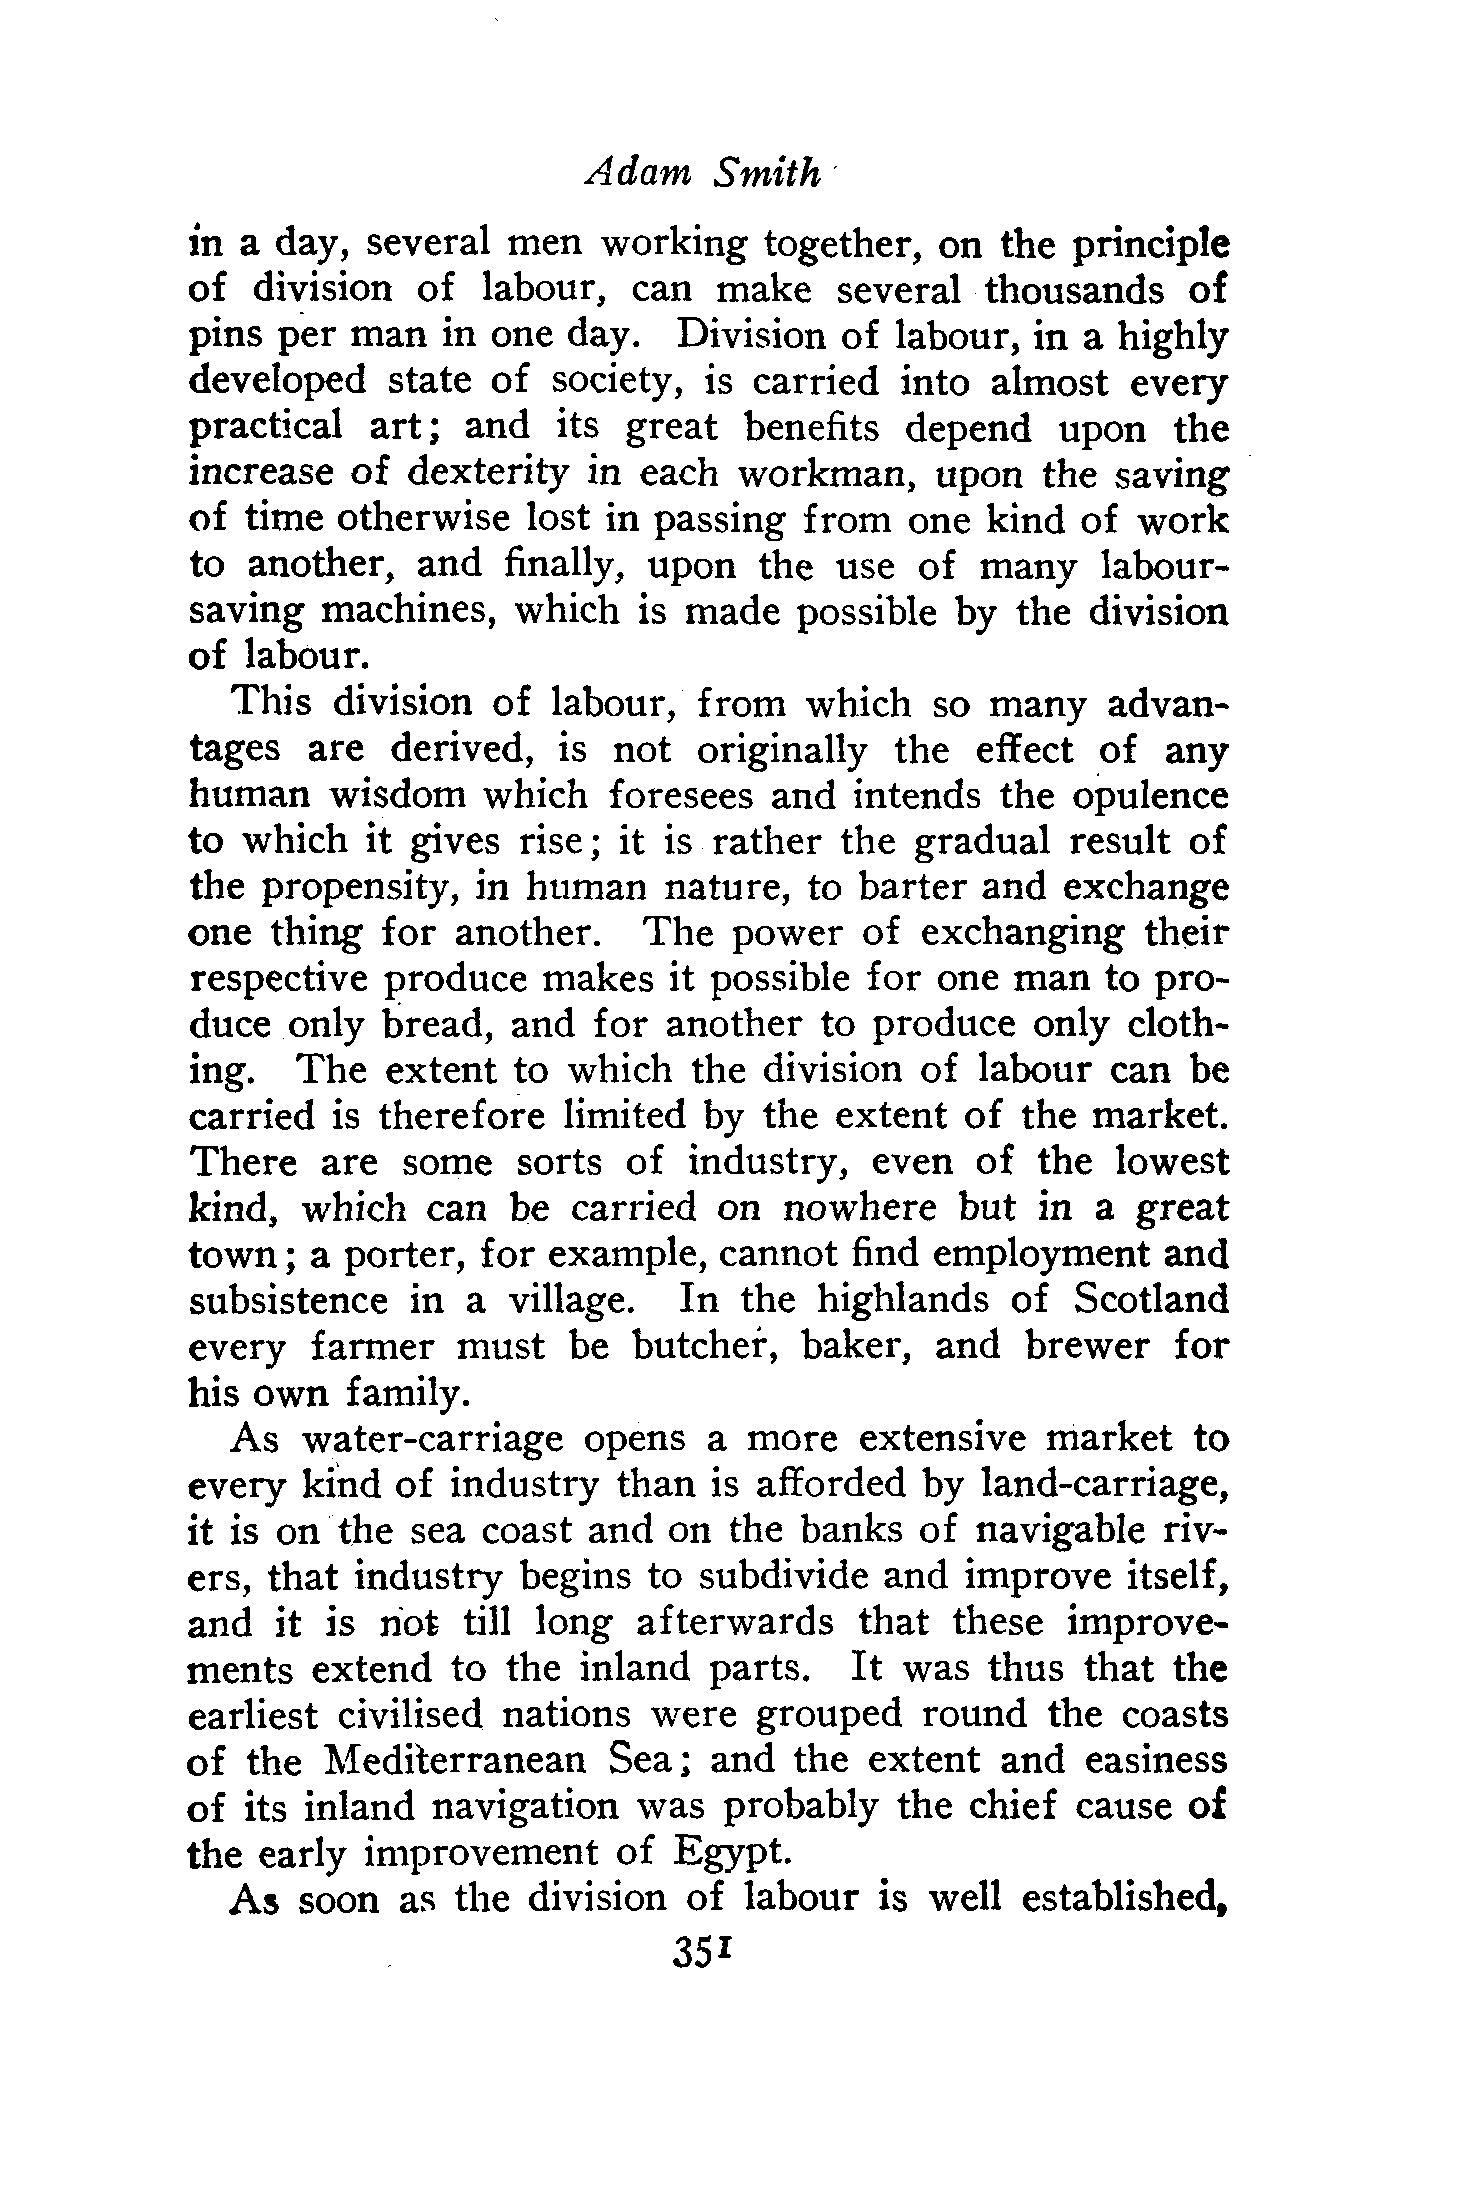 Adam Smith
in a day, several men working together, on the principle
of division of labour, can make several thousands of
pins per man in one day. Division of labour, in a highly
developed state of society, is carried into almost every
practical art; and its great benefits depend upon the
increase of dexterity in each workman, upon the saving
of time otherwise lost in passing from one kind of work
to another, and finally, upon the use of many labour-
saving machines, which is made possible by the division
of labour.
This division of labour, from which so many advan-
tages are derived, is not originally the effect of any
human wisdom which foresees and intends the opulence
to which it gives rise; it is rather the gradual result of
the propensity, in human nature, to barter and exchange
one thing for another. The power of exchanging their
respective produce makes it possible for one man to pro-
duce only bread, and for another to produce only cloth-
ing. The extent to which the division of labour can be
carried is therefore limited by the extent of the market.
There are some sorts of industry, even of the lowest
kind, which can be carried on nowhere but in a great
town; a porter, for example, cannot find employment and
subsistence in a village. In the highlands of Scotland
every farmer must be butcher, baker, and brewer for
his own family.
As water-carriage opens a more extensive market to
every kind of industry than is afforded by land-carriage,
it is on the sea coast and on the banks of navigable riv-
ers, that industry begins to subdivide and improve itself,
and it is not till long afterwards that these improve-
ments extend to the inland parts. It was thus that the
earliest civilised nations were grouped round the coasts
of the Mediterranean Sea; and the extent and easiness
of its inland navigation was probably the chief cause of
the early improvement of Egypt.
As soon as the division of labour is well established,
351